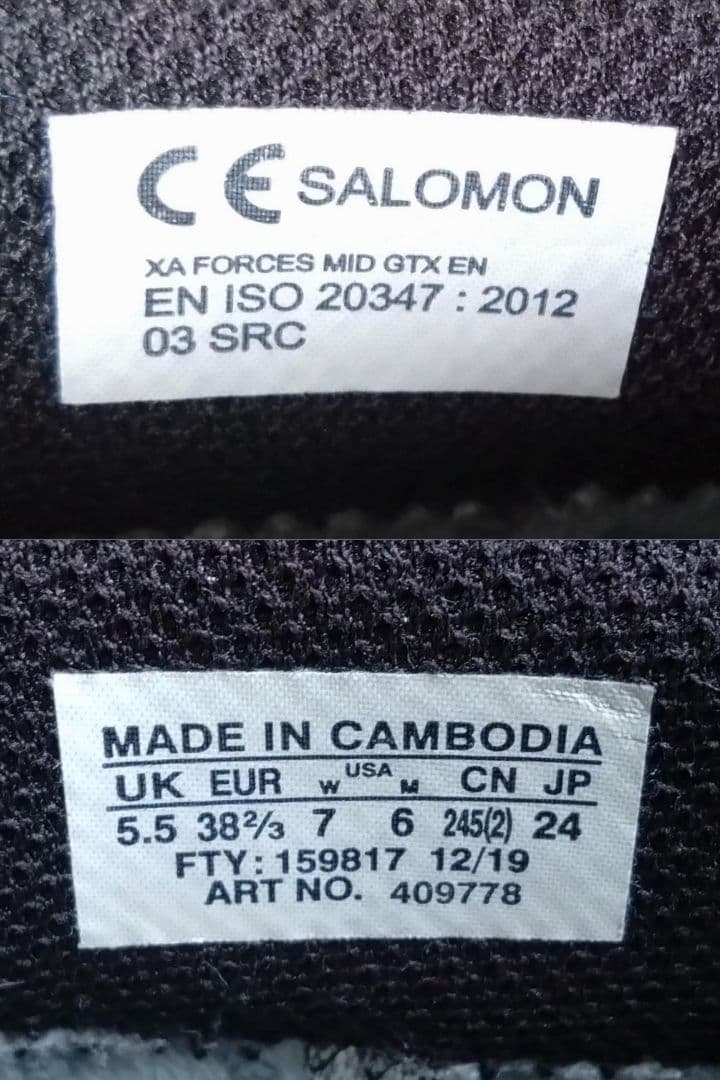 CE SALOMON
XA FORCES MID GTX EN
EN ISO 20347 : 2012
03 SRC
MADE IN CAMBODIA
UK EUR W USA M CN JP
5.5 38⅔ 7 6 245(2) 24
FTY: 159817 12/19
ART NO. 409778